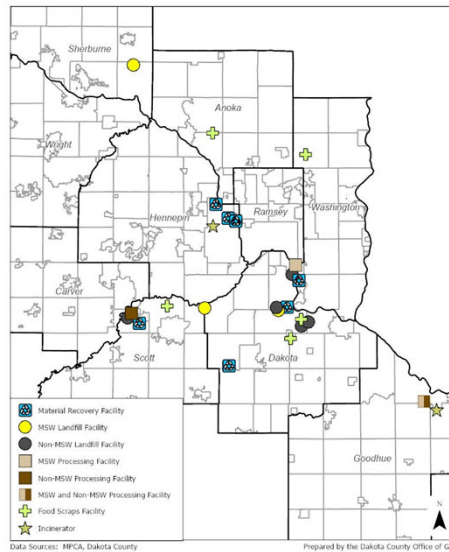 Sherburne
Anoka
Wright
Hennepin
Ramsey
Washington
Carver
Scott
Dakota
Goodhue
Material Recovery Facility
MSW Landfill Facility
Non-MSW Landfill Facility
MSW Processing Facility
Non-MSW Processing Facility
MSW and Non-MSW Processing Facility
Food Scraps Facility
Incinerator
N
Data Sources: MPCA, Dakota County
Prepared by the Dakota County Office of G